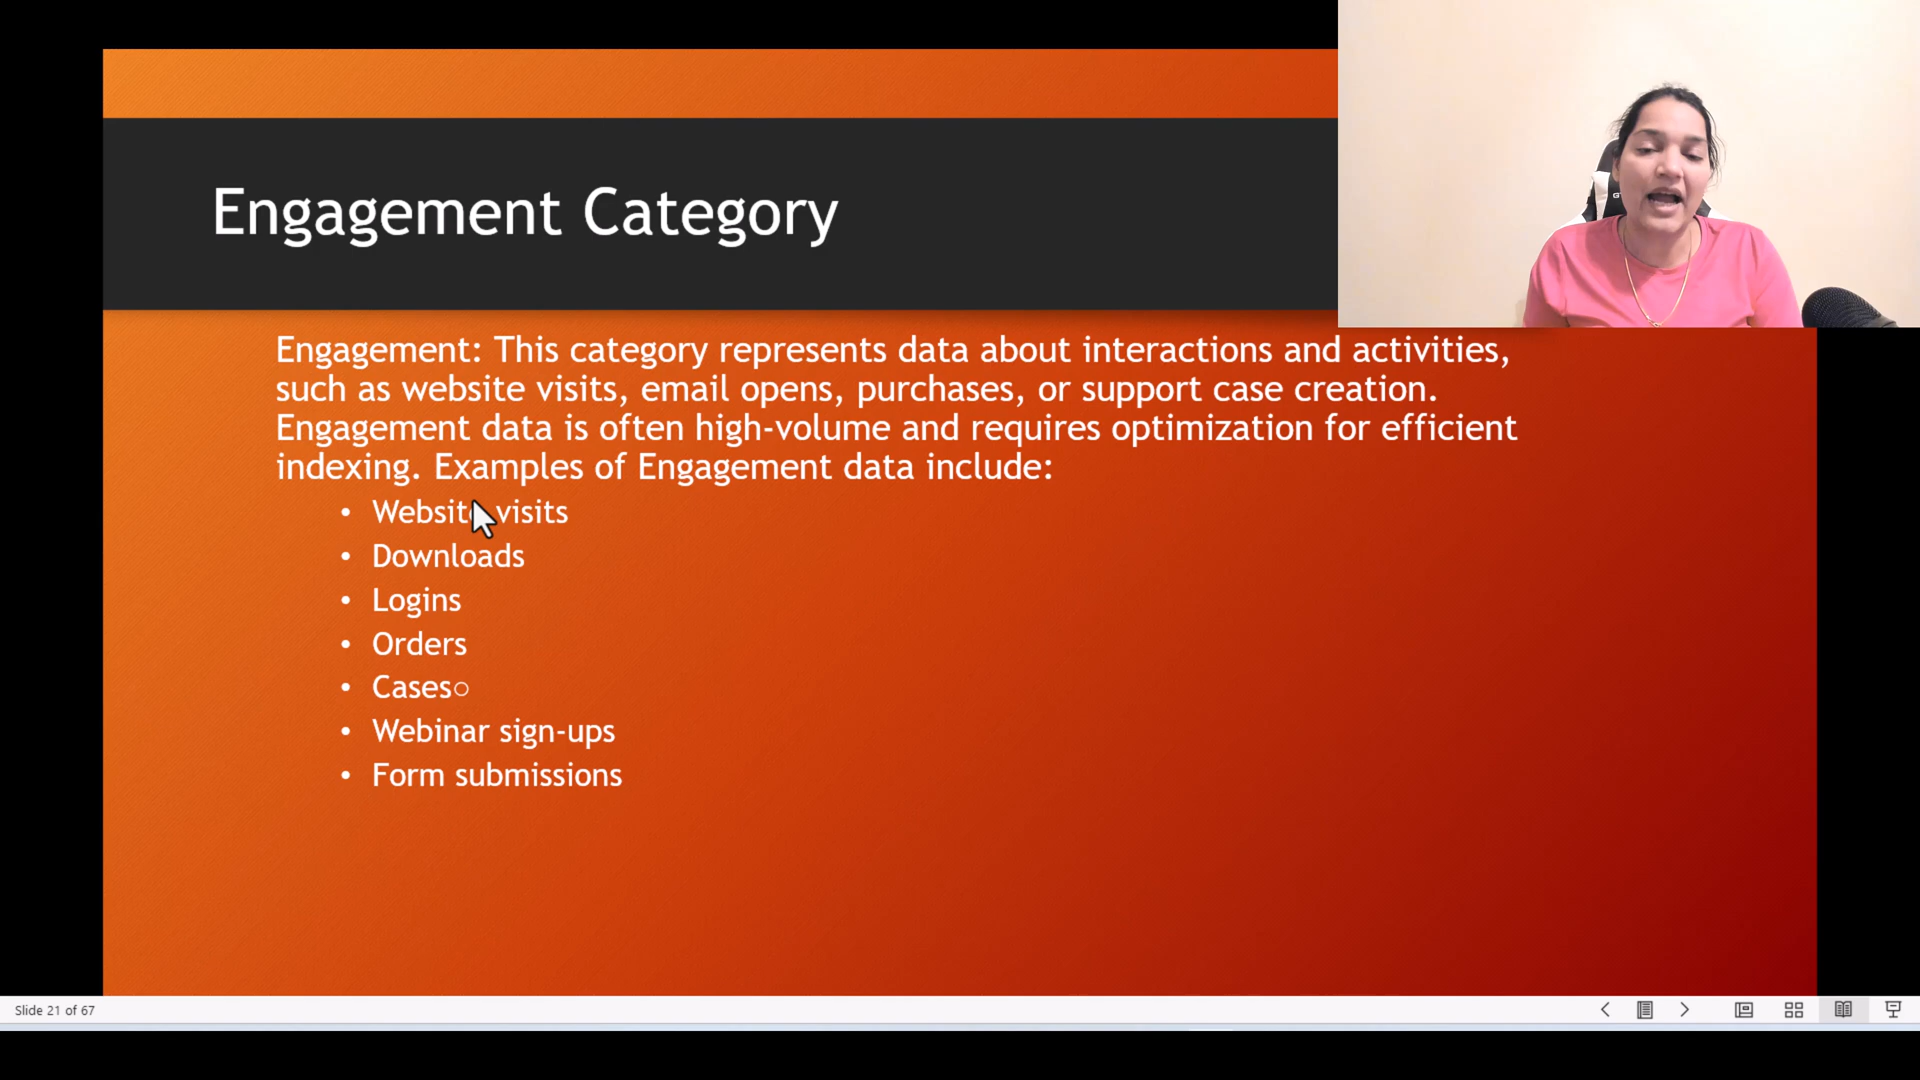 Engagement Category
Engagement: This category represents data about interactions and activities,
such as website visits, email opens, purchases, or support case creation.
Engagement data is often high-volume and requires optimization for efficient
indexing. Examples of Engagement data include:
• Website visits
• Downloads
• Logins
• Orders
• Cases○
• Webinar sign-ups
• Form submissions
Slide 21 of 67